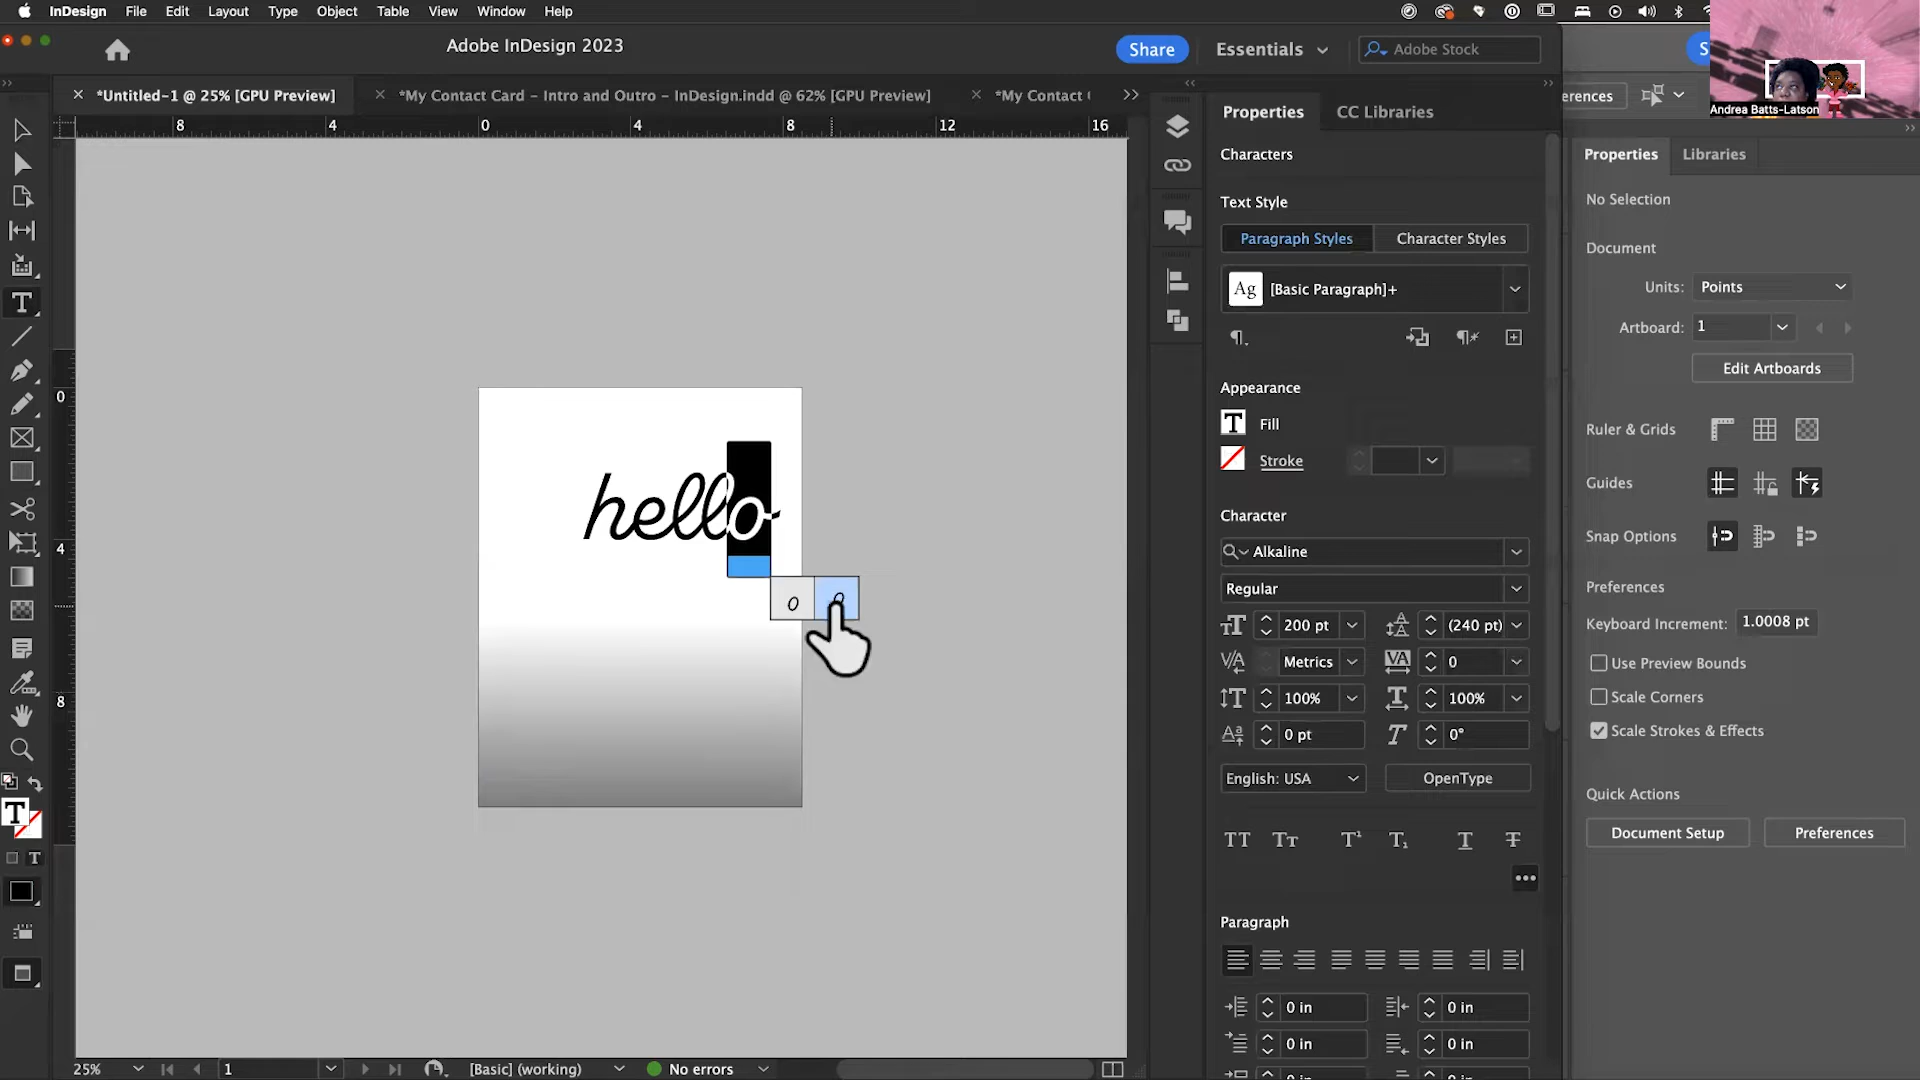 InDesign File Edit Layout Type Object Table View Window Help
Adobe InDesign 2023
Share Essentials Adobe Stock
*Untitled-1 @ 25% [GPU Preview] *My Contact Card - Intro and Outro - InDesign.indd @ 62% [GPU Preview] *My Contact
8 4 0 4 8 12 16
0
4
8
hello
o o
Properties CC Libraries
Characters
Text Style
Paragraph Styles Character Styles
Ag [Basic Paragraph]+
Appearance
T Fill
Stroke
Character
Alkaline
Regular
200 pt (240 pt)
Metrics 0
100% 100%
0 pt 0°
English: USA OpenType
Paragraph
0 in 0 in
0 in 0 in
25% 1 [Basic] (working) No errors
Andrea Batts-Latson
erences
Properties Libraries
No Selection
Document
Units: Points
Artboard: 1
Edit Artboards
Ruler & Grids
Guides
Snap Options
Preferences
Keyboard Increment: 1.0008 pt
Use Preview Bounds
Scale Corners
Scale Strokes & Effects
Quick Actions
Document Setup Preferences